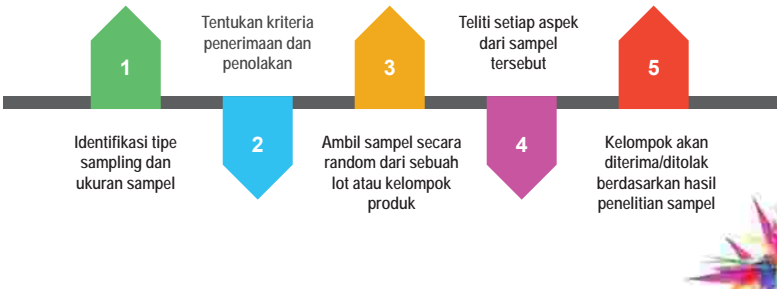 1
Identifikasi tipe
sampling dan
ukuran sampel
Tentukan kriteria
penerimaan dan
penolakan
2
3
Ambil sampel secara
random dari sebuah
lot atau kelompok
produk
Teliti setiap aspek
dari sampel
tersebut
4
5
Kelompok akan
diterima/ditolak
berdasarkan hasil
penelitian sampel